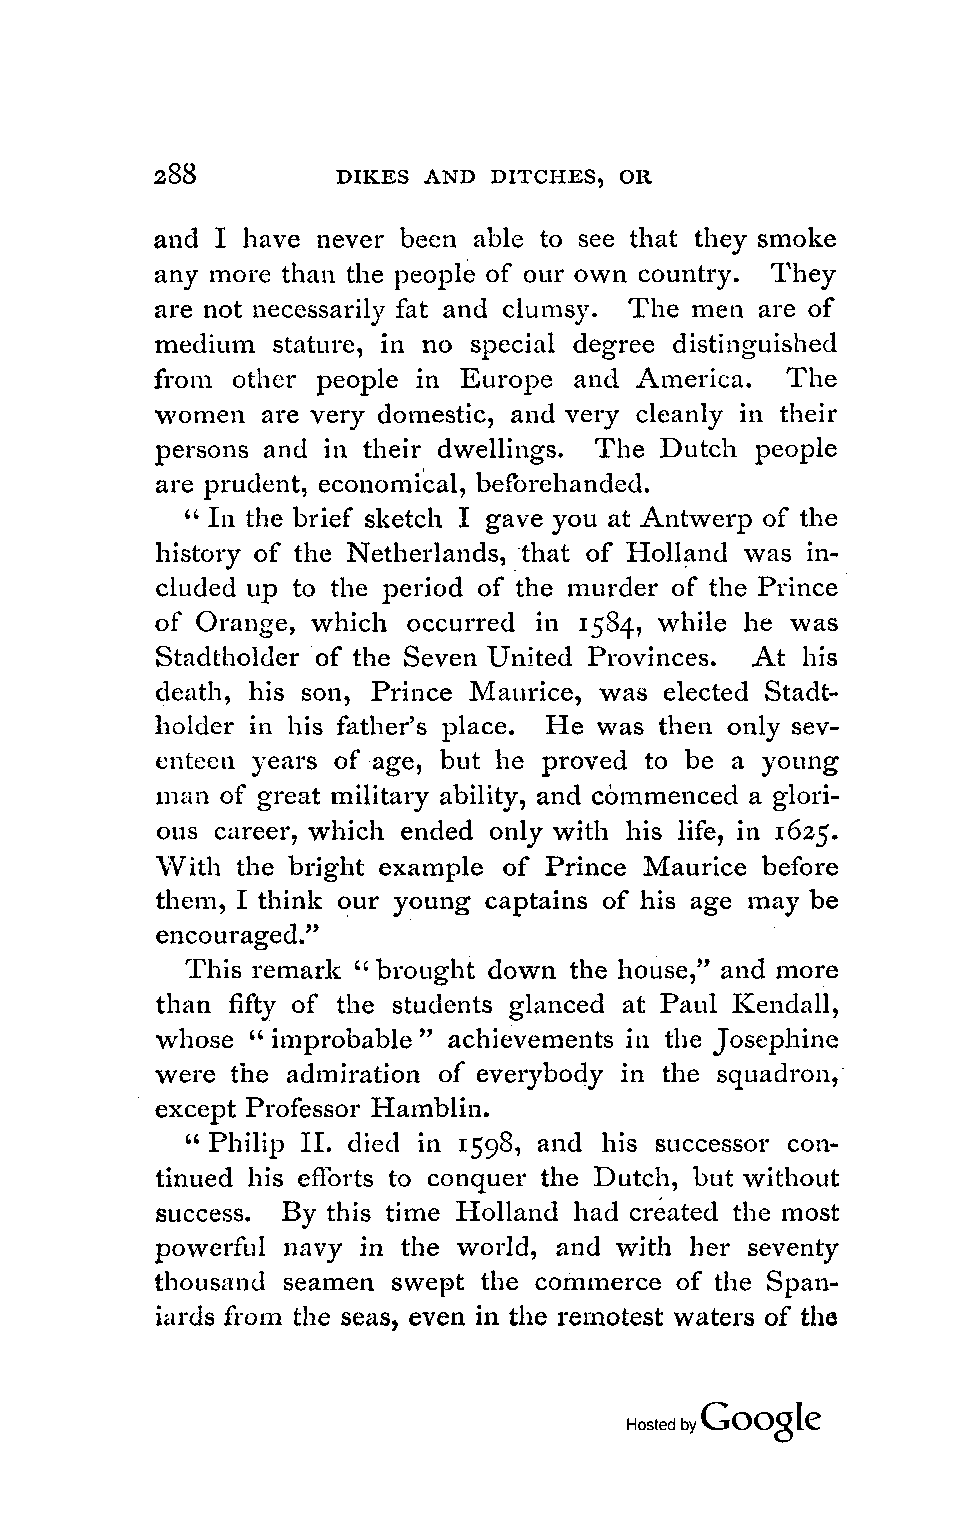 288 DIKES AND DITCHES, OR
and I have never been able to see that they smoke
any more than the people of our own country. They
are not necessarily fat and clumsy. The men are of
medium stature, in no special degree distinguished
from other people in Europe and America. The
women are very domestic, and very cleanly in their
persons and in their dwellings. The Dutch people
are prudent, economical, beforehanded.
“In the brief sketch I gave you at Antwerp of the
history of the Netherlands, that of Holland was in-
cluded up to the period of the murder of the Prince
of Orange, which occurred in 1584, while he was
Stadtholder of the Seven United Provinces. At his
death, his son, Prince Maurice, was elected Stadt-
holder in his father’s place. He was then only sev-
enteen years of age, but he proved to be a young
man of great military ability, and commenced a glori-
ous career, which ended only with his life, in 1625.
With the bright example of Prince Maurice before
them, I think our young captains of his age may be
encouraged.”
This remark “brought down the house,” and more
than fifty of the students glanced at Paul Kendall,
whose “improbable” achievements in the Josephine
were the admiration of everybody in the squadron,
except Professor Hamblin.
“Philip II. died in 1598, and his successor con-
tinued his efforts to conquer the Dutch, but without
success. By this time Holland had created the most
powerful navy in the world, and with her seventy
thousand seamen swept the commerce of the Span-
iards from the seas, even in the remotest waters of the
Hosted by Google